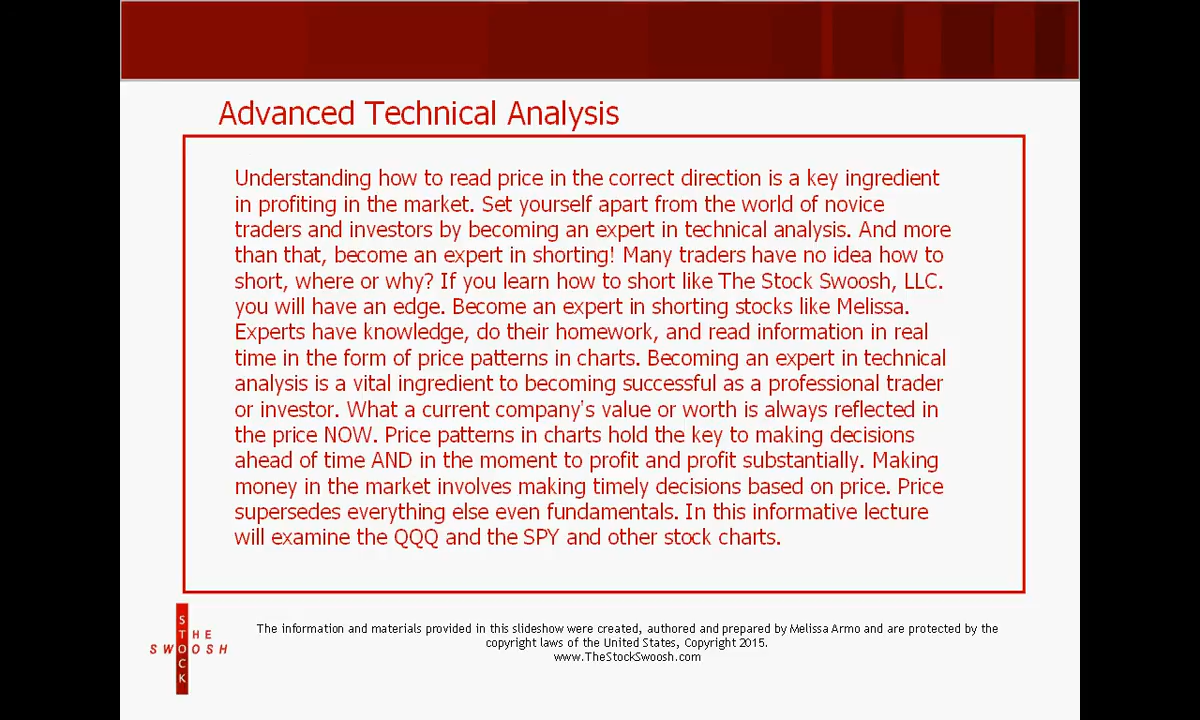 Advanced Technical Analysis
Understanding how to read price in the correct direction is a key ingredient
in profiting in the market. Set yourself apart from the world of novice
traders and investors by becoming an expert in technical analysis. And more
than that, become an expert in shorting! Many traders have no idea how to
short, where or why? If you learn how to short like The Stock Swoosh, LLC.
you will have an edge. Become an expert in shorting stocks like Melissa.
Experts have knowledge, do their homework, and read information in real
time in the form of price patterns in charts. Becoming an expert in technical
analysis is a vital ingredient to becoming successful as a professional trader
or investor. What a current company's value or worth is always reflected in
the price NOW. Price patterns in charts hold the key to making decisions
ahead of time AND in the moment to profit and profit substantially. Making
money in the market involves making timely decisions based on price. Price
supersedes everything else even fundamentals. In this informative lecture
will examine the QQQ and the SPY and other stock charts.
THE
STOCK
SWOOSH
The information and materials provided in this slideshow were created, authored and prepared by Melissa Armo and are protected by the
copyright laws of the United States, Copyright 2015.
www.TheStockSwoosh.com